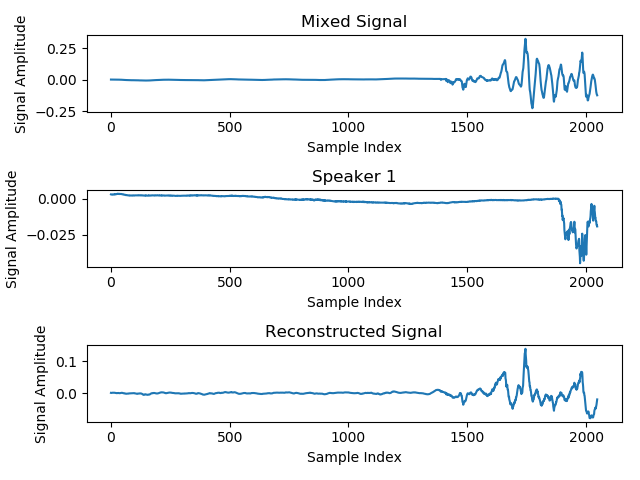 Mixed Signal
Signal Amplitude
0.25
0.00
−0.25
0 500 1000 1500 2000
Sample Index
Speaker 1
Signal Amplitude
0.000
−0.025
0 500 1000 1500 2000
Sample Index
Reconstructed Signal
Signal Amplitude
0.1
0.0
0 500 1000 1500 2000
Sample Index